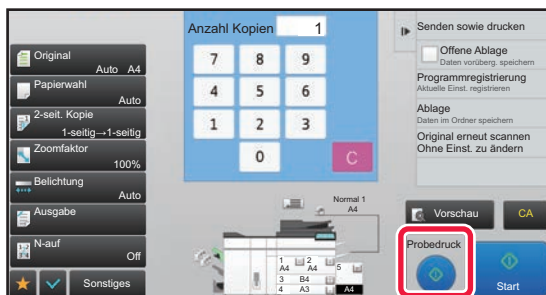 Original
Auto A4
Papierwahl
Auto
2-seit. Kopie
1-seitig→1-seitig
Zoomfaktor
100%
Belichtung
Auto
Ausgabe
N-auf
Off
Sonstiges
Anzahl Kopien 1
7 8 9
4 5 6
1 2 3
0 C
Normal 1
A4
1 A4
2 A4
3 B4
4 A3
5
A4
Senden sowie drucken
Offene Ablage
Daten vorüberg. speichern
Programmregistrierung
Aktuelle Einst. registrieren
Ablage
Daten im Ordner speichern
Original erneut scannen
Ohne Einst. zu ändern
Vorschau
CA
Probedruck
Start